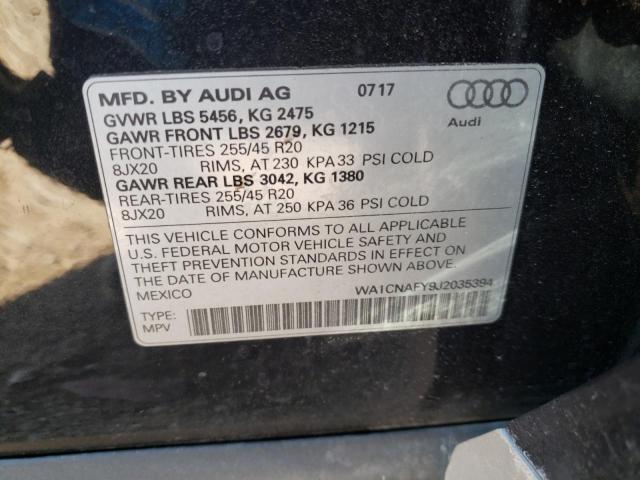 MFD. BY AUDI AG 0717
GVWR LBS 5456, KG 2475
GAWR FRONT LBS 2679, KG 1215
FRONT-TIRES 255/45 R20
8JX20 RIMS, AT 230 KPA 33 PSI COLD
GAWR REAR LBS 3042, KG 1380
REAR-TIRES 255/45 R20
8JX20 RIMS, AT 250 KPA 36 PSI COLD
Audi
THIS VEHICLE CONFORMS TO ALL APPLICABLE
U.S. FEDERAL MOTOR VEHICLE SAFETY AND
THEFT PREVENTION STANDARDS IN EFFECT ON
THE DATE OF MANUFACTURE SHOWN ABOVE.
MEXICO WA1CNAFY9J2035394
TYPE:
MPV